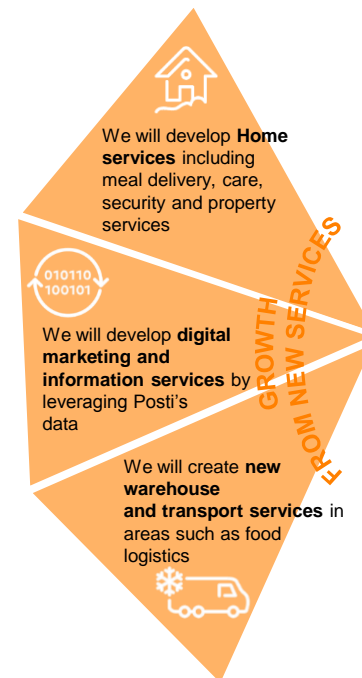 We will develop Home
services including
meal delivery, care,
security and property
services
010110
100101
We will develop digital
marketing and
information services by
leveraging Posti's
data
GROWTH
FROM NEW SERVICES
We will create new
warehouse
and transport services in
areas such as food
logistics